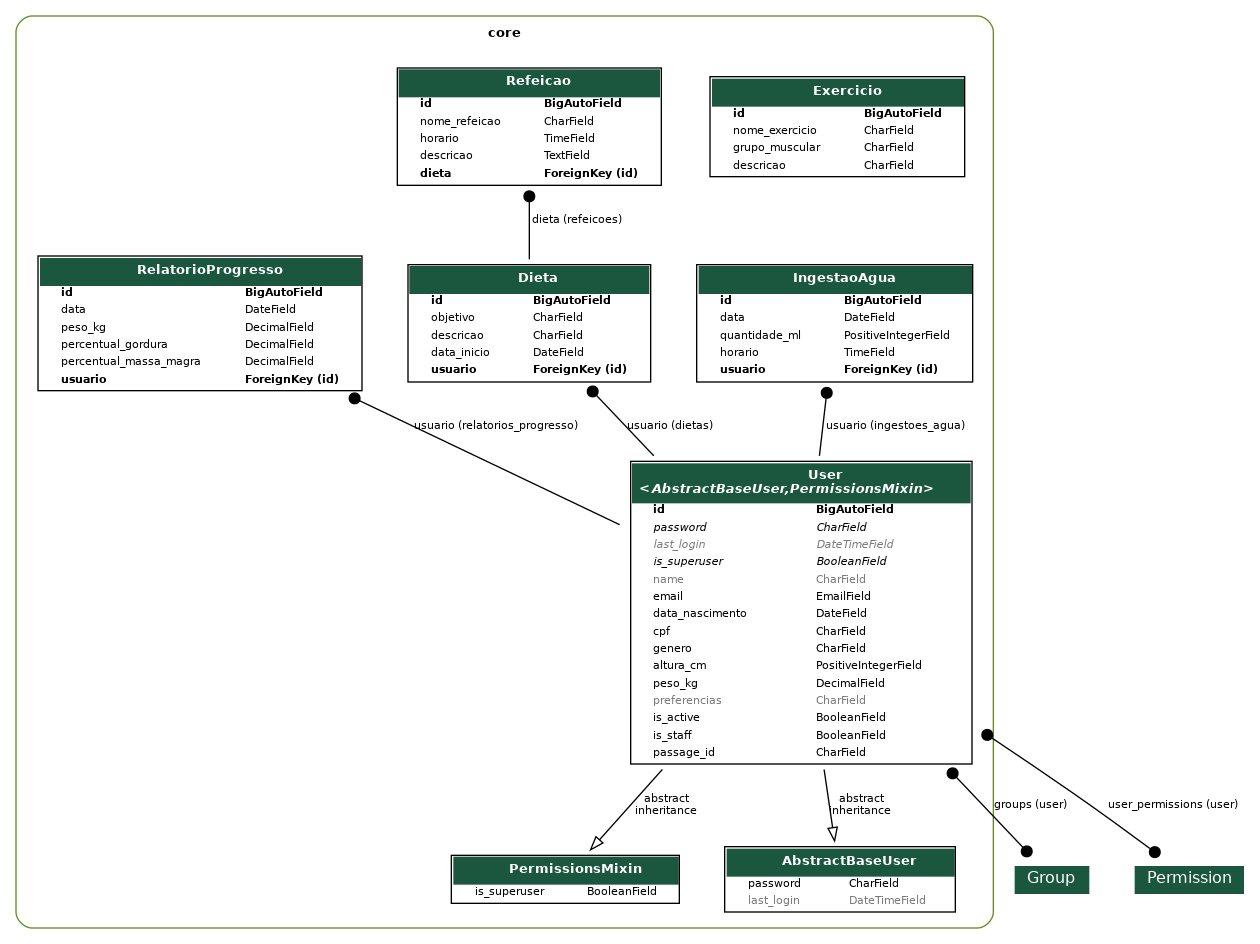 core
Refeicao
id BigAutoField
nome_refeicao CharField
horario TimeField
descricao TextField
dieta ForeignKey (id)
Exercicio
id BigAutoField
nome_exercicio CharField
grupo_muscular CharField
descricao CharField
dieta (refeicoes)
RelatorioProgresso
id BigAutoField
data DateField
peso_kg DecimalField
percentual_gordura DecimalField
percentual_massa_magra DecimalField
usuario ForeignKey (id)
Dieta
id BigAutoField
objetivo CharField
descricao CharField
data_inicio DateField
usuario ForeignKey (id)
IngestaoAgua
id BigAutoField
data DateField
quantidade_ml PositiveIntegerField
horario TimeField
usuario ForeignKey (id)
usuario (relatorios_progresso)
usuario (dietas)
usuario (ingestoes_agua)
User
<AbstractBaseUser,PermissionsMixin>
id BigAutoField
password CharField
last_login DateTimeField
is_superuser BooleanField
name CharField
email EmailField
data_nascimento DateField
cpf CharField
genero CharField
altura_cm PositiveIntegerField
peso_kg DecimalField
preferencias CharField
is_active BooleanField
is_staff BooleanField
passage_id CharField
abstract
inheritance
abstract
inheritance
groups (user)
user_permissions (user)
PermissionsMixin
is_superuser BooleanField
AbstractBaseUser
password CharField
last_login DateTimeField
Group
Permission